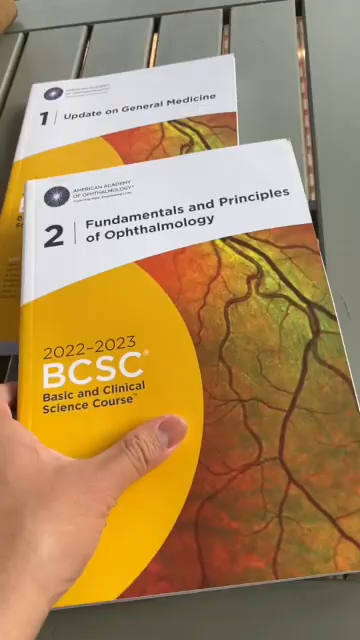 AMERICAN ACADEMY
OF OPHTHALMOLOGY®
1 Update on General Medicine
AMERICAN ACADEMY
OF OPHTHALMOLOGY®
2 Fundamentals and Principles
of Ophthalmology
2022–2023
BCSC®
Basic and Clinical
Science Course™